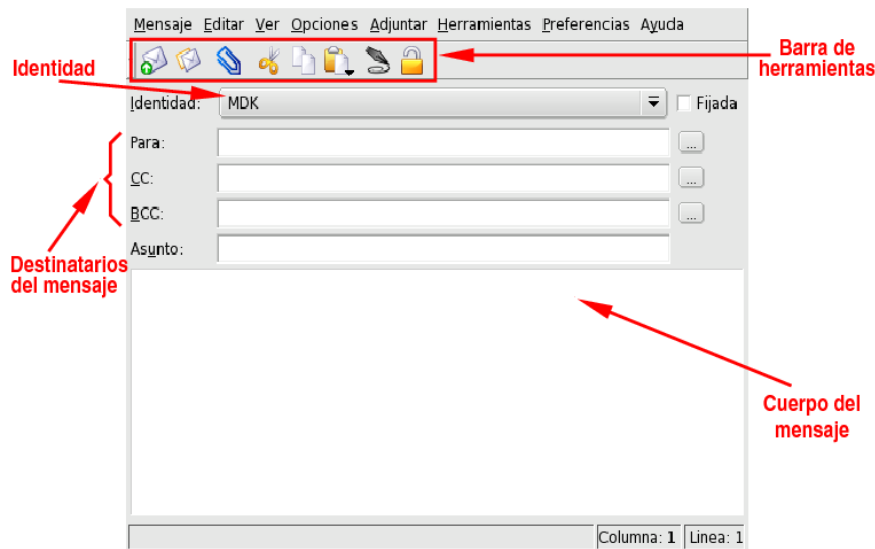 Mensaje Editar Ver Opciones Adjuntar Herramientas Preferencias Ayuda
Barra de
herramientas
Identidad
Identidad: MDK Fijada
Para: ...
CC: ...
BCC: ...
Asunto:
Destinatarios
del mensaje
Cuerpo del
mensaje
Columna: 1 Linea: 1